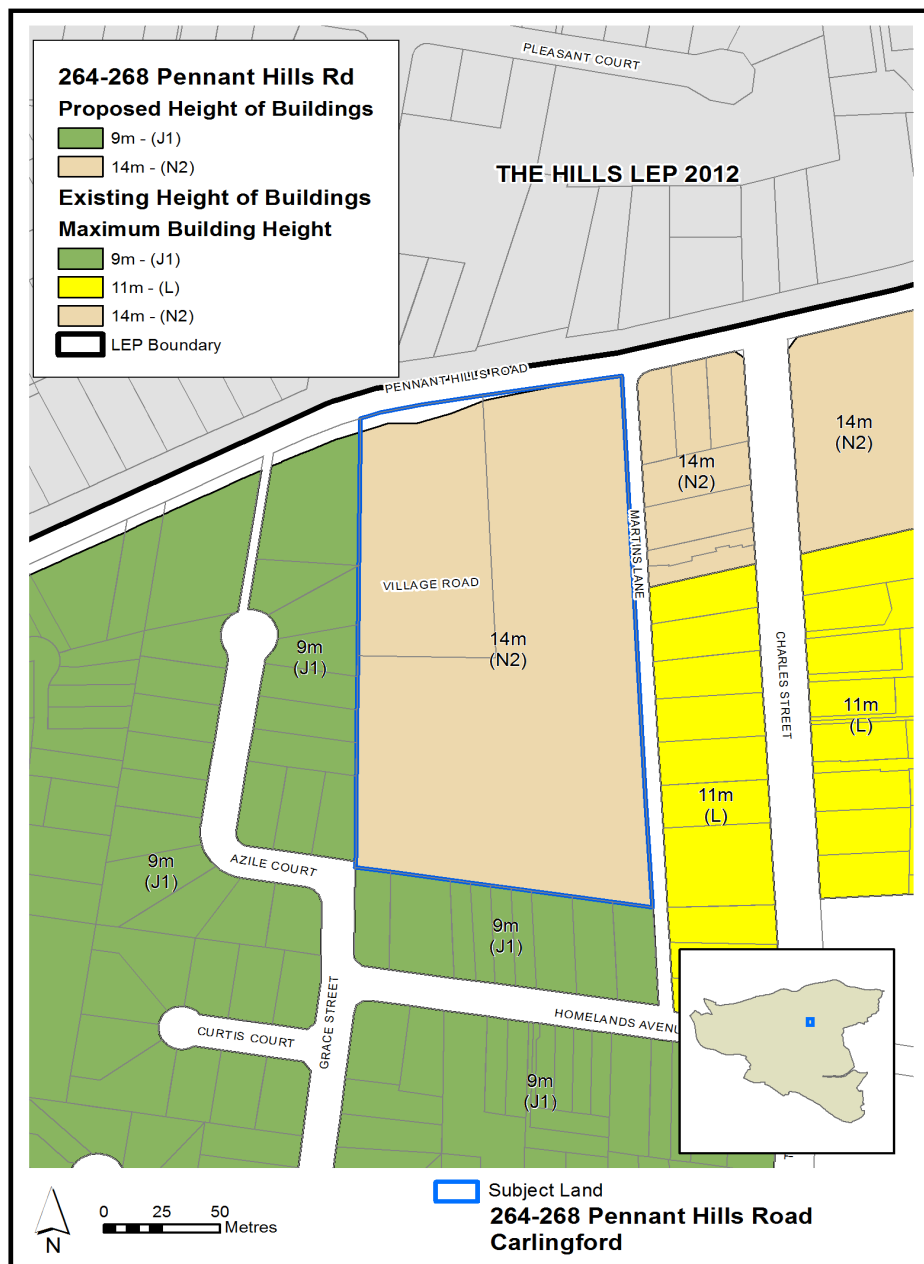 264-268 Pennant Hills Rd
Proposed Height of Buildings
9m - (J1)
14m - (N2)
Existing Height of Buildings
Maximum Building Height
9m - (J1)
11m - (L)
14m - (N2)
LEP Boundary
PLEASANT COURT
THE HILLS LEP 2012
PENNANT HILLS ROAD
14m
(N2)
14m
(N2)
MARTINS LANE
VILLAGE ROAD
14m
(N2)
9m
(J1)
CHARLES STREET
11m
(L)
11m
(L)
9m
(J1)
AZILE COURT
9m
(J1)
GRACE STREET
CURTIS COURT
HOMELANDS AVENU
9m
(J1)
N
0 25 50
Metres
Subject Land
264-268 Pennant Hills Road
Carlingford